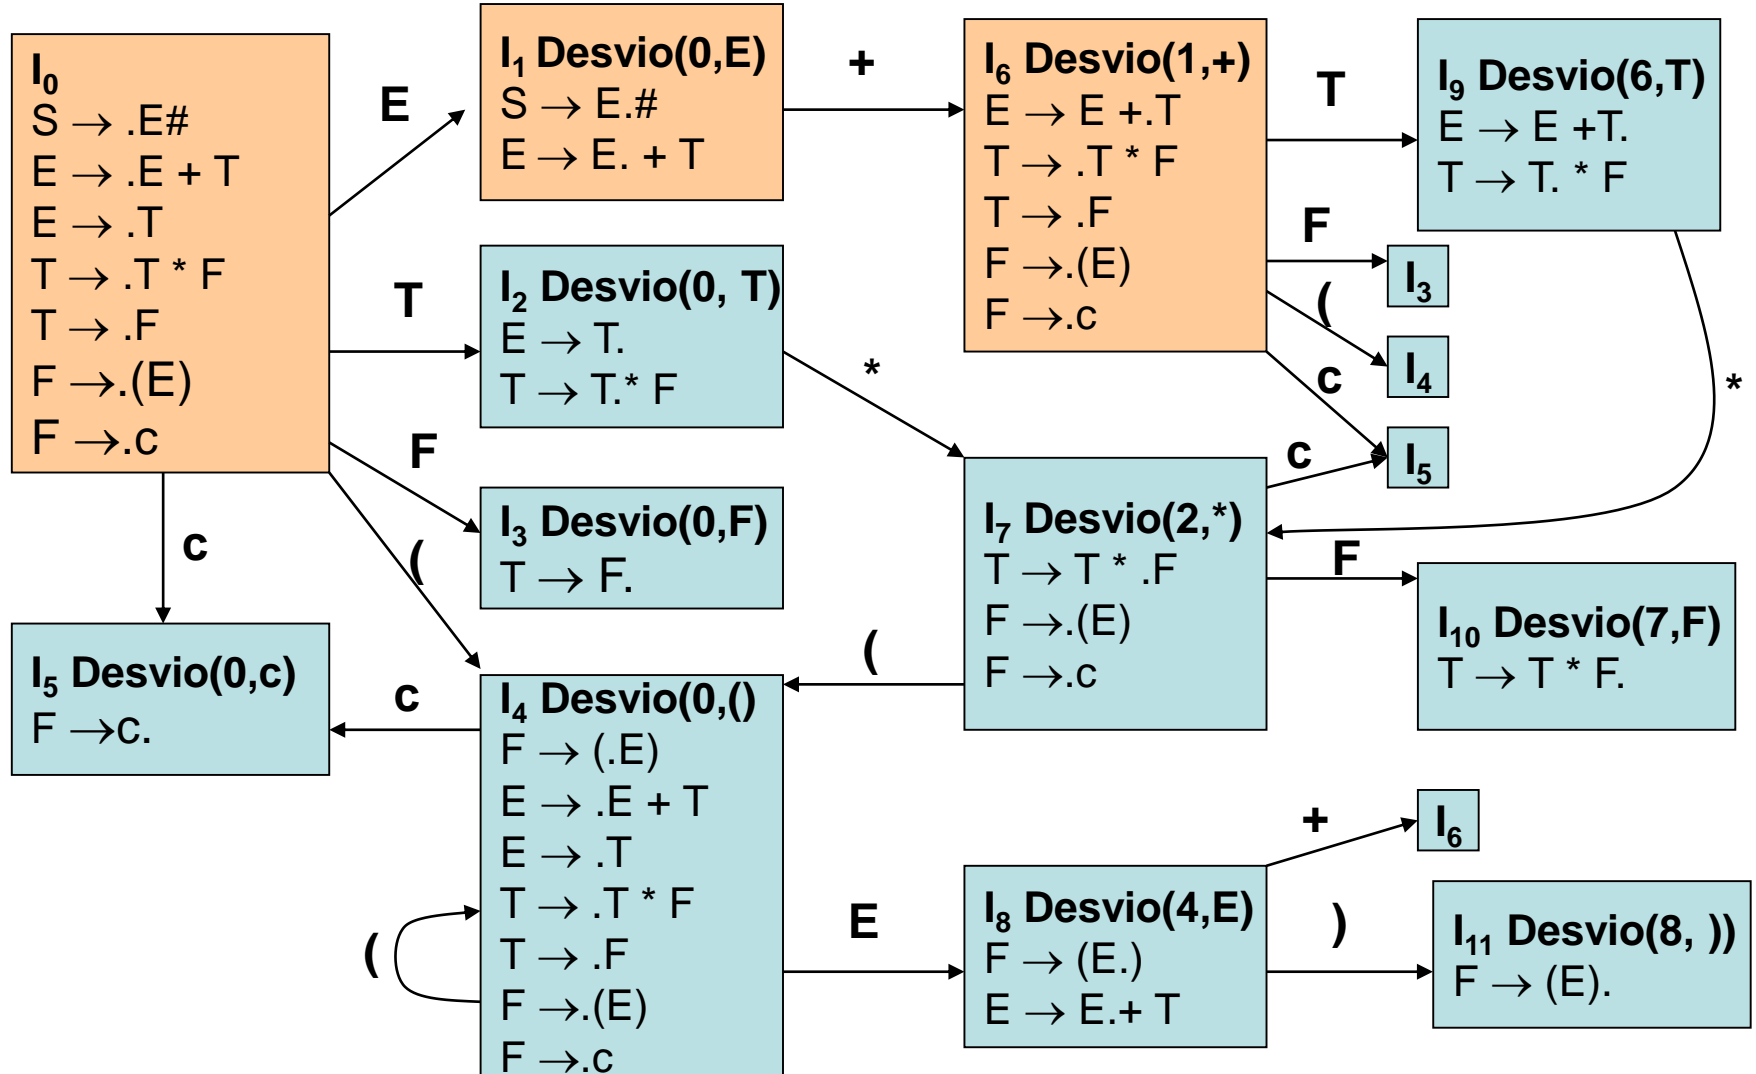 I0
S → .E#
E → .E + T
E → .T
T → .T * F
T → .F
F →.(E)
F →.c
E
T
F
(
c
I1 Desvio(0,E)
S → E.#
E → E. + T
+
I2 Desvio(0, T)
E → T.
T → T.* F
*
I3 Desvio(0,F)
T → F.
I5 Desvio(0,c)
F →c.
c
I4 Desvio(0,()
F → (.E)
E → .E + T
E → .T
T → .T * F
T → .F
F →.(E)
F →.c
(
E
I6 Desvio(1,+)
E → E +.T
T → .T * F
T → .F
F →.(E)
F →.c
T
F
(
c
I9 Desvio(6,T)
E → E +T.
T → T. * F
*
I3
I4
I5
I7 Desvio(2,*)
T → T * .F
F →.(E)
F →.c
c
F
(
I10 Desvio(7,F)
T → T * F.
I8 Desvio(4,E)
F → (E.)
E → E.+ T
+
I6
)
I11 Desvio(8, ))
F → (E).